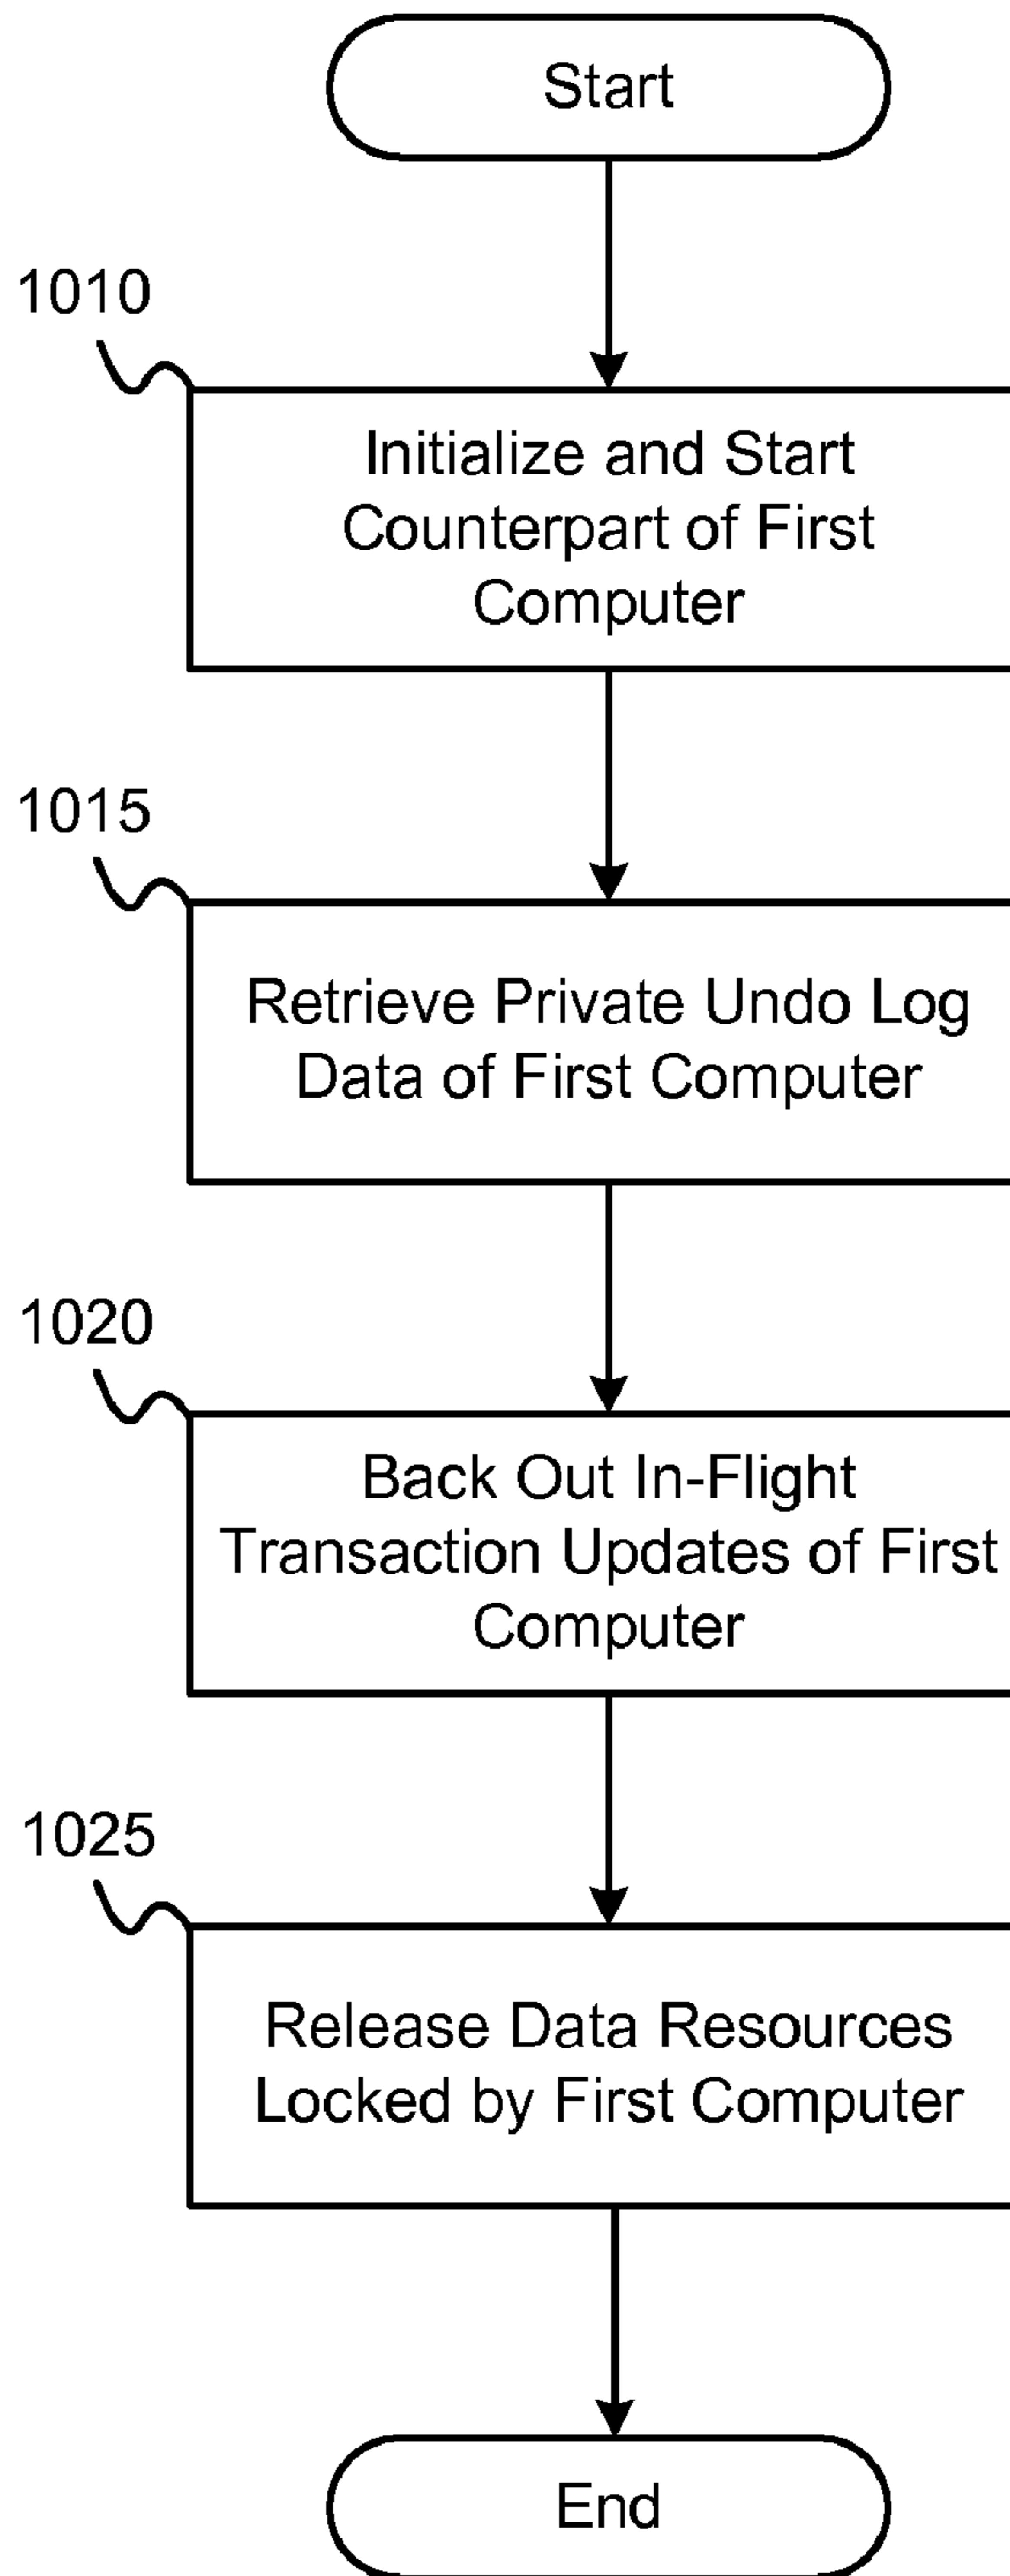 Start
1010
Initialize and Start
Counterpart of First
Computer
1015
Retrieve Private Undo Log
Data of First Computer
1020
Back Out In-Flight
Transaction Updates of First
Computer
1025
Release Data Resources
Locked by First Computer
End